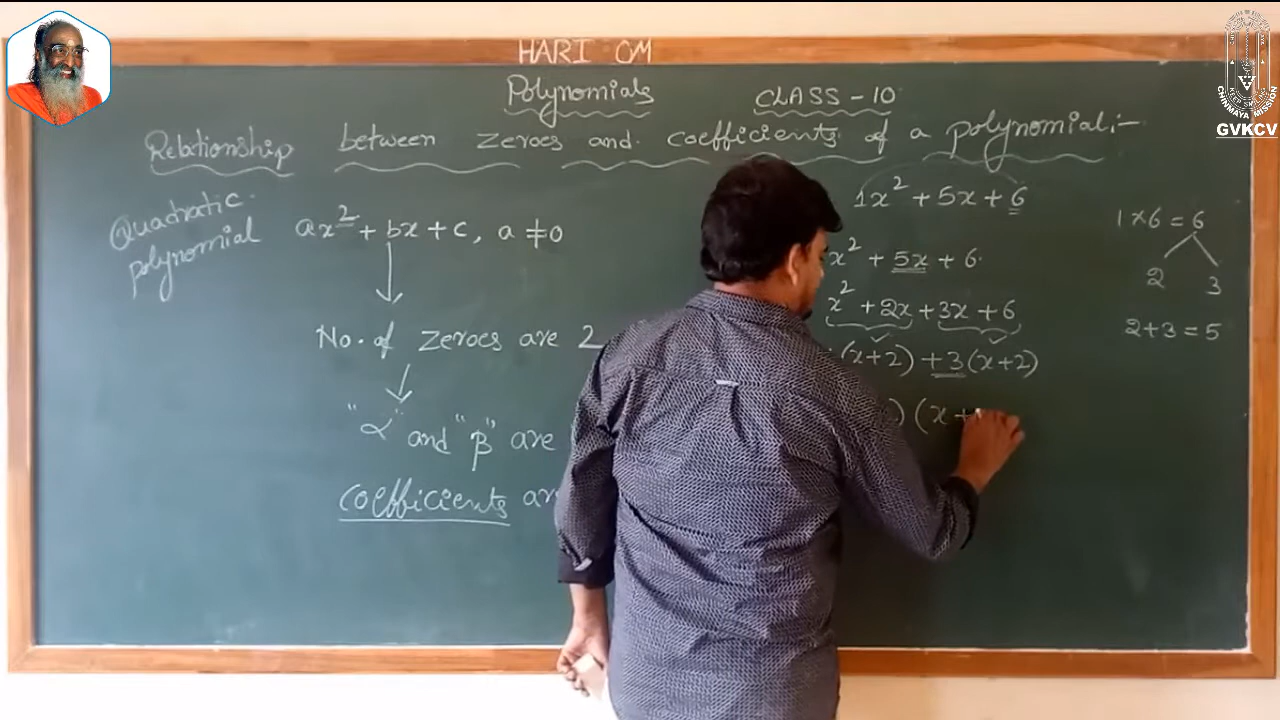 HARI OM
Polynomials
CLASS - 10
Relationship between zeroes and coefficients of a polynomial:-
Quadratic
polynomial
ax² + bx + c, a ≠ 0
No. of zeroes are 2
"α" and "β" are
coefficients
1x² + 5x + 6
x² + 5x + 6
x² + 2x + 3x + 6
(x+2) + 3(x+2)
) (x +
1 × 6 = 6
2 3
2 + 3 = 5
CHINMAYA MISSION
GVKCV